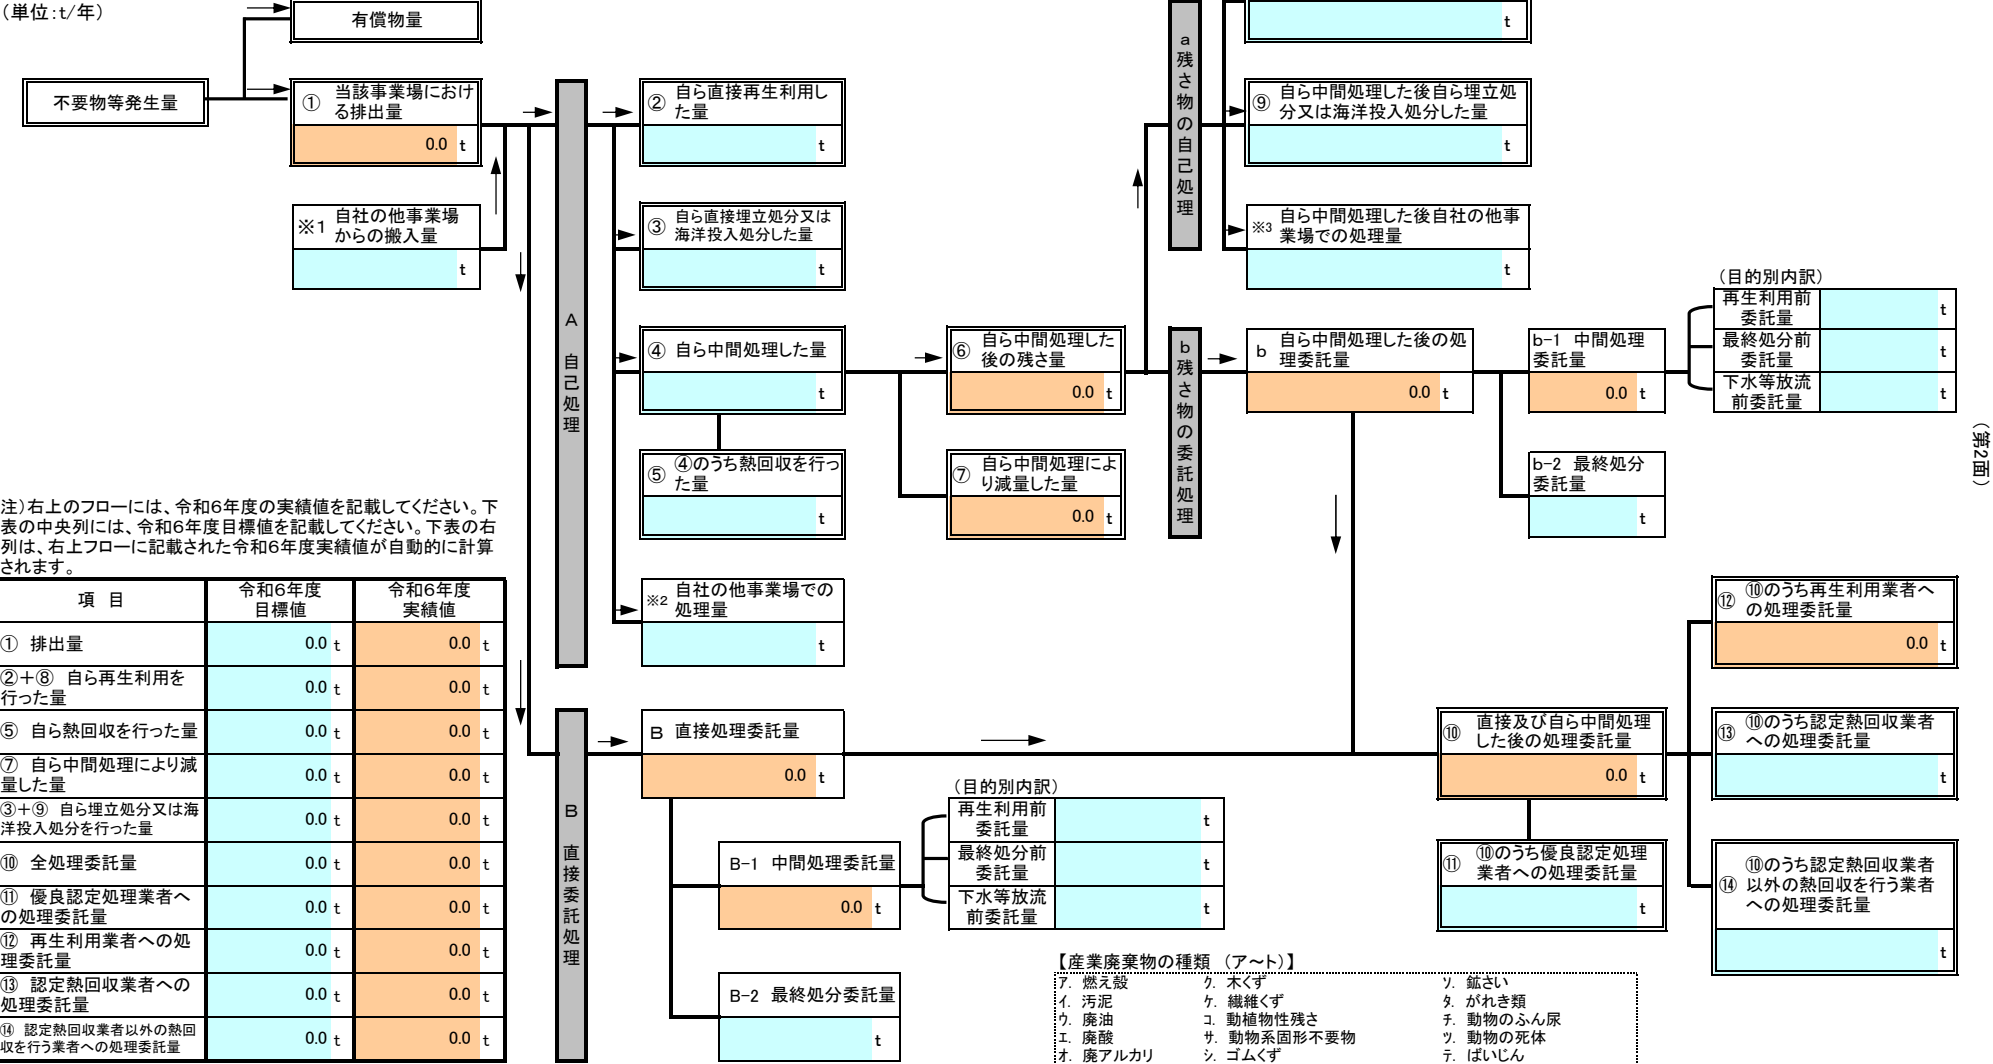 （単位：t/年）
有償物量
不要物等発生量
① 当該事業場におけ
る排出量
0.0 t
※1 自社の他事業場
からの搬入量
t
A 自己処理
② 自ら直接再生利用し
た量
t
③ 自ら直接埋立処分又は
海洋投入処分した量
t
④ 自ら中間処理した量
t
⑤ ④のうち熱回収を行っ
た量
t
※2 自社の他事業場での
処理量
t
⑥ 自ら中間処理した
後の残さ量
0.0 t
⑦ 自ら中間処理によ
り減量した量
0.0 t
a残さ物の自己処理
t
⑨ 自ら中間処理した後自ら埋立処
分又は海洋投入処分した量
t
※3 自ら中間処理した後自社の他事
業場での処理量
t
b残さ物の委託処理
b 自ら中間処理した後の処
理委託量
0.0 t
b-1 中間処理
委託量
0.0 t
（目的別内訳）
再生利用前
委託量
t
最終処分前
委託量
t
下水等放流
前委託量
t
b-2 最終処分
委託量
t
（第2面）
注）右上のフローには、令和6年度の実績値を記載してください。下
表の中央列には、令和6年度目標値を記載してください。下表の右
列は、右上フローに記載された令和6年度実績値が自動的に計算
されます。
項 目 令和6年度
目標値 令和6年度
実績値
① 排出量 0.0 t 0.0 t
②＋⑧ 自ら再生利用を
行った量 0.0 t 0.0 t
⑤ 自ら熱回収を行った量 0.0 t 0.0 t
⑦ 自ら中間処理により減
量した量 0.0 t 0.0 t
③＋⑨ 自ら埋立処分又は海
洋投入処分を行った量 0.0 t 0.0 t
⑩ 全処理委託量 0.0 t 0.0 t
⑪ 優良認定処理業者へ
の処理委託量 0.0 t 0.0 t
⑫ 再生利用業者への処
理委託量 0.0 t 0.0 t
⑬ 認定熱回収業者への
処理委託量 0.0 t 0.0 t
⑭ 認定熱回収業者以外の熱回
収を行う業者への処理委託量 0.0 t 0.0 t
B 直接委託処理
B 直接処理委託量
0.0 t
B-1 中間処理委託量
0.0 t
（目的別内訳）
再生利用前
委託量
t
最終処分前
委託量
t
下水等放流
前委託量
t
B-2 最終処分委託量
t
⑩ 直接及び自ら中間処理
した後の処理委託量
0.0 t
⑪ ⑩のうち優良認定処理
業者への処理委託量
t
⑫ ⑩のうち再生利用業者へ
の処理委託量
0.0 t
⑬ ⑩のうち認定熱回収業者
への処理委託量
t
⑭ ⑩のうち認定熱回収業者
以外の熱回収を行う業者
への処理委託量
t
【産業廃棄物の種類 （ア～ト）】
ｱ. 燃え殻 ｸ. 木くず ｿ. 鉱さい
ｲ. 汚泥 ｹ. 繊維くず ﾀ. がれき類
ｳ. 廃油 ｺ. 動植物性残さ ﾁ. 動物のふん尿
ｴ. 廃酸 ｻ. 動物系固形不要物 ﾂ. 動物の死体
ｵ. 廃アルカリ ｼ. ゴムくず ﾃ. ばいじん